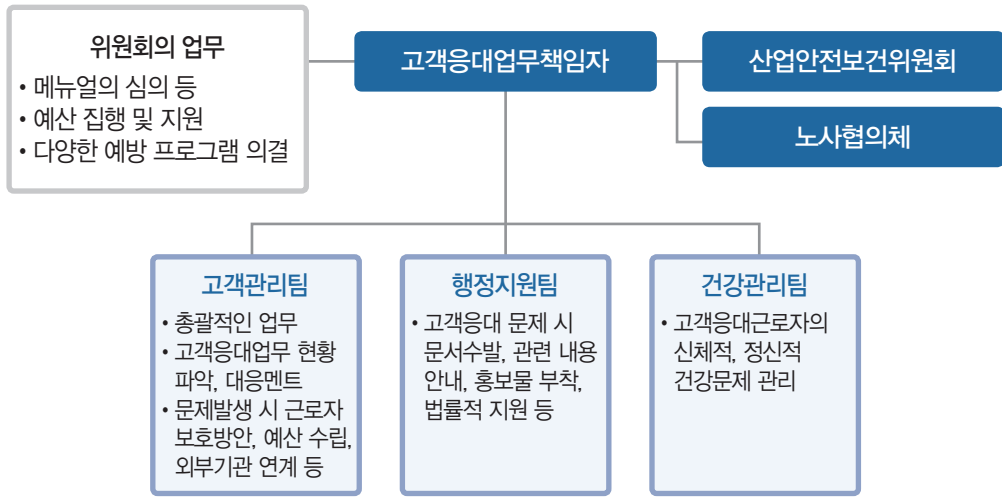 위원회의 업무
• 메뉴얼의 심의 등
• 예산 집행 및 지원
• 다양한 예방 프로그램 의결
고객응대업무책임자
산업안전보건위원회
노사협의체
고객관리팀
• 총괄적인 업무
• 고객응대업무 현황
파악, 대응멘트
• 문제발생 시 근로자
보호방안, 예산 수립,
외부기관 연계 등
행정지원팀
• 고객응대 문제 시
문서수발, 관련 내용
안내, 홍보물 부착,
법률적 지원 등
건강관리팀
• 고객응대근로자의
신체적, 정신적
건강문제 관리